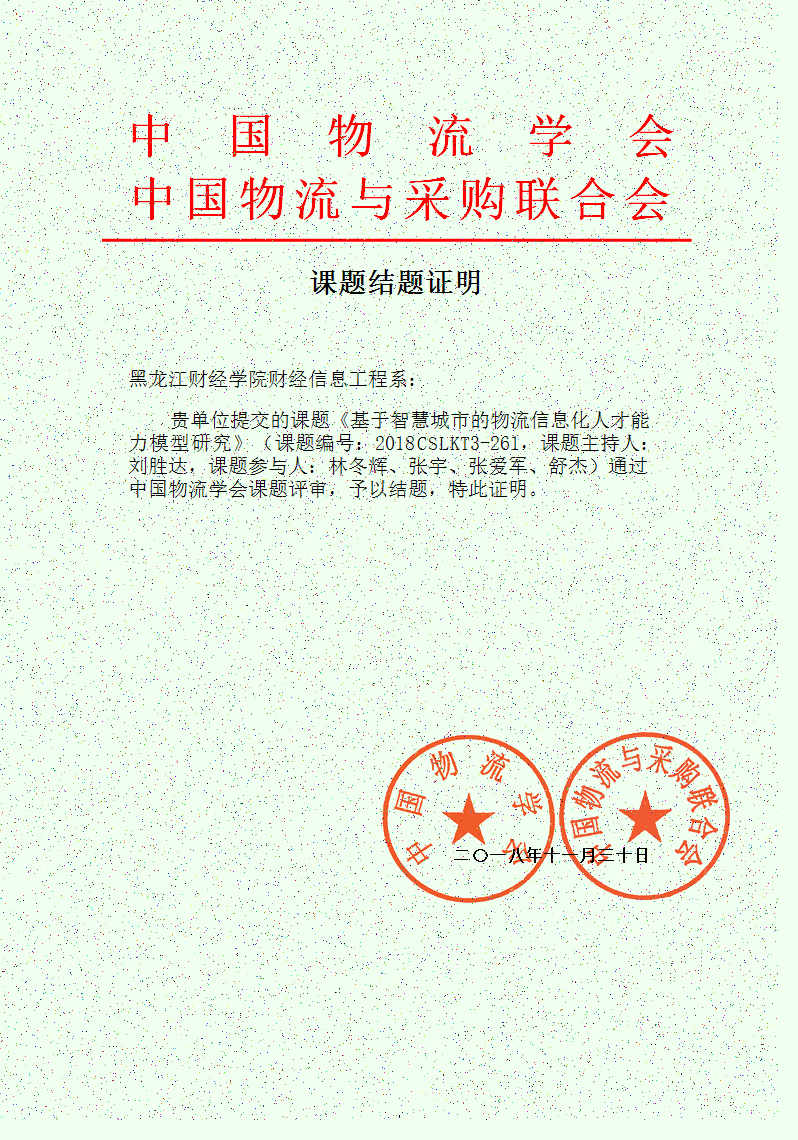 中国物流学会
中国物流与采购联合会
课题结题证明
黑龙江财经学院财经信息工程系：
贵单位提交的课题《基于智慧城市的物流信息化人才能
力模型研究》（课题编号：2018CSLKT3-261，课题主持人：
刘胜达，课题参与人：林冬辉、张宇、张爱军、舒杰）通过
中国物流学会课题评审，予以结题，特此证明。
中国物流学会
中国物流与采购联合会
二〇一八年十一月三十日